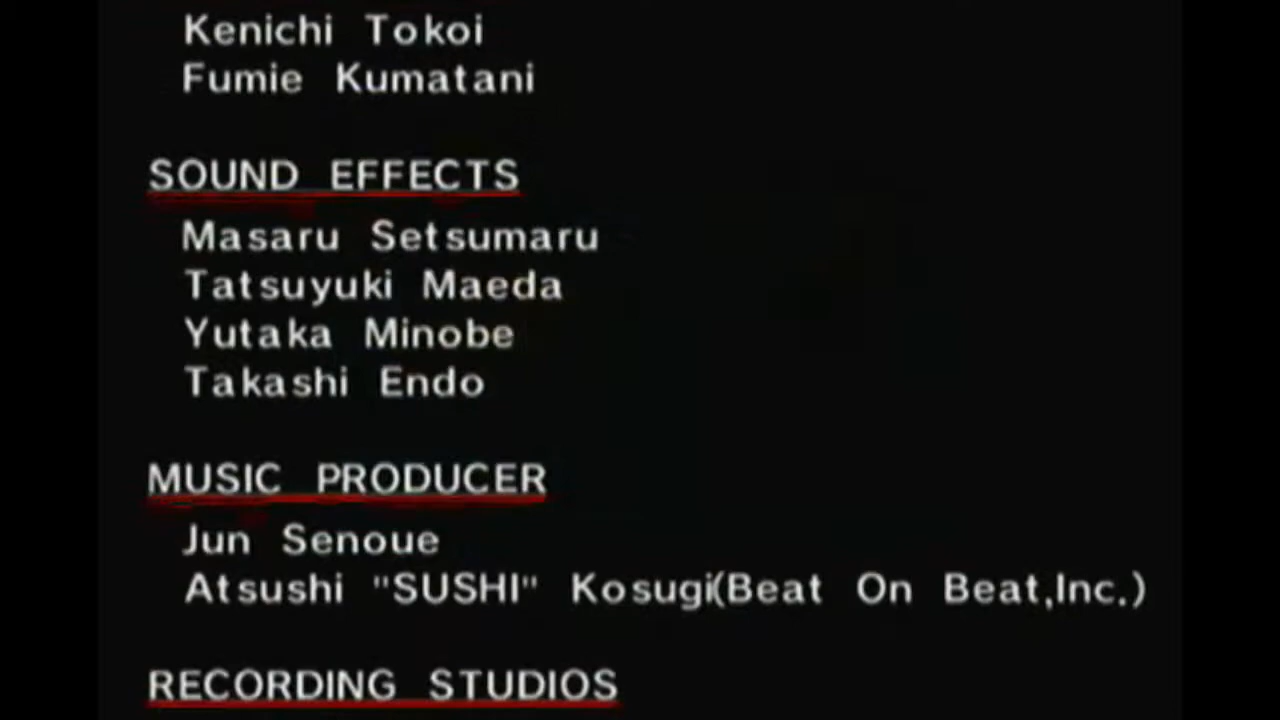 Kenichi Tokoi
Fumie Kumatani
SOUND EFFECTS
Masaru Setsumaru
Tatsuyuki Maeda
Yutaka Minobe
Takashi Endo
MUSIC PRODUCER
Jun Senoue
Atsushi "SUSHI" Kosugi(Beat On Beat,Inc.)
RECORDING STUDIOS